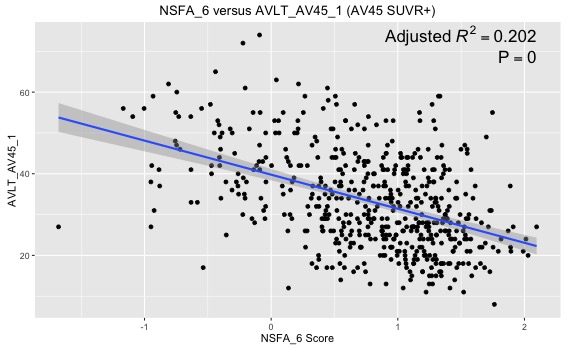 NSFA_6 versus AVLT_AV45_1 (AV45 SUVR+)
Adjusted R² = 0.202
P = 0
60
40
20
AVLT_AV45_1
-1
0
1
2
NSFA_6 Score